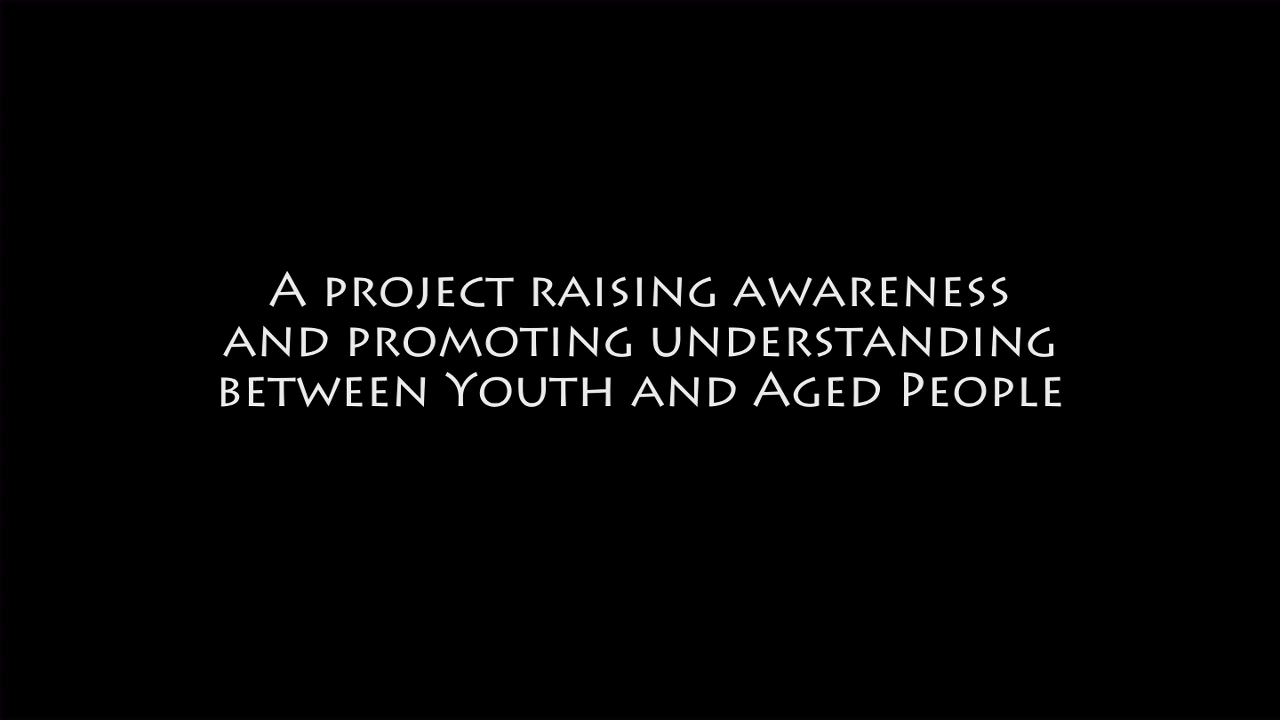 A project raising awareness
and promoting understanding
between Youth and Aged People